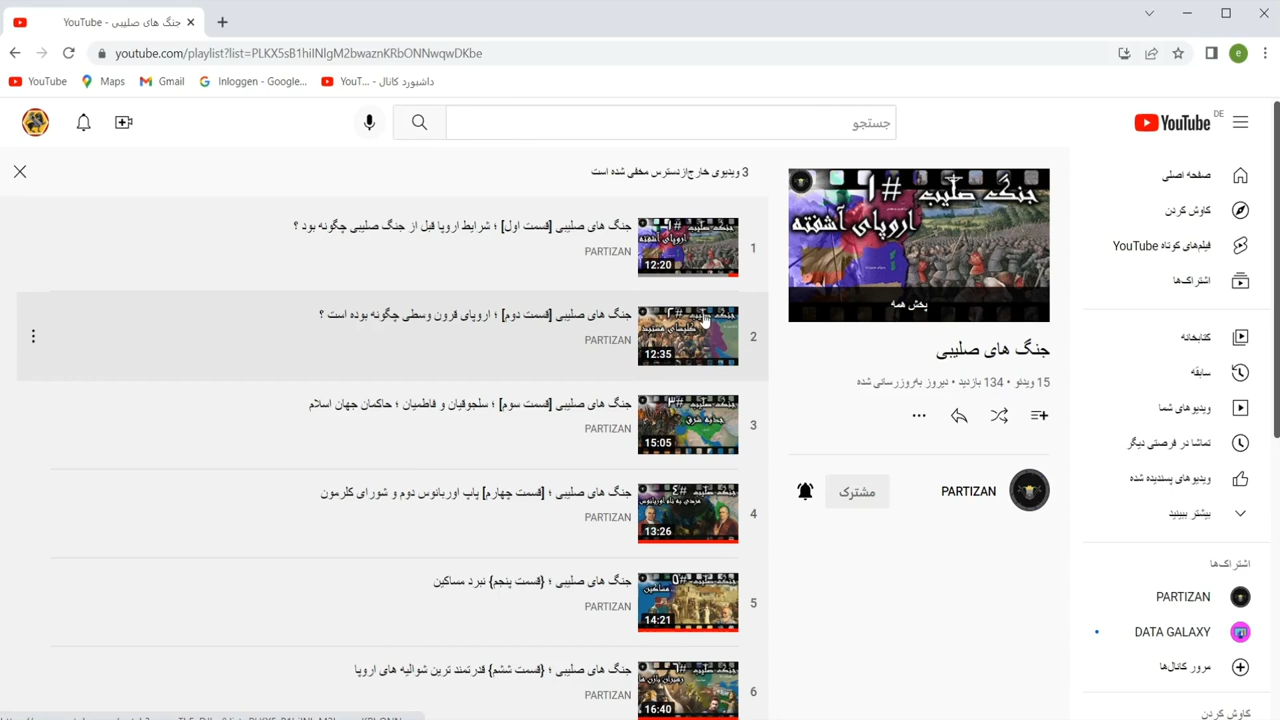 YouTube - جنگ های صلیبی
youtube.com/playlist?list=PLKX5sB1hiINlgM2bwaznKRbONNwqwDKbe
YouTube
Maps
Gmail
Inloggen - Google...
YouT... - داشبورد کانال
جستجو
YouTube DE
3 ویدیوی خارج‌ازدسترس مخفی شده است
1
جنگ های صلیبی [قسمت اول] ؛ شرایط اروپا قبل از جنگ صلیبی چگونه بود ؟
PARTIZAN
12:20
2
جنگ های صلیبی [قسمت دوم] ؛ اروپای قرون وسطی چگونه بوده است ؟
PARTIZAN
12:35
3
جنگ های صلیبی [قسمت سوم] ؛ سلجوقیان و فاطمیان ؛ حاکمان جهان اسلام
PARTIZAN
15:05
4
جنگ های صلیبی ؛ [قسمت چهارم] پاپ اوربانوس دوم و شورای کلرمون
PARTIZAN
13:26
5
جنگ های صلیبی ؛ {قسمت پنجم} نبرد مساکین
PARTIZAN
14:21
6
جنگ های صلیبی ؛ {قسمت ششم} قدرتمند ترین شوالیه های اروپا
PARTIZAN
16:40
جنگ صلیب #۱
اروپای آشفته
پخش همه
جنگ های صلیبی
15 ویدئو • 134 بازدید • دیروز به‌روزرسانی شده
PARTIZAN
مشترک
صفحه اصلی
کاوش کردن
فیلم‌های کوتاه YouTube
اشتراک‌ها
کتابخانه
سابقه
ویدیوهای شما
تماشا در فرصتی دیگر
ویدیوهای پسندیده شده
بیشتر ببینید
اشتراک‌ها
PARTIZAN
DATA GALAXY
مرور کانال‌ها
کاوش کردن